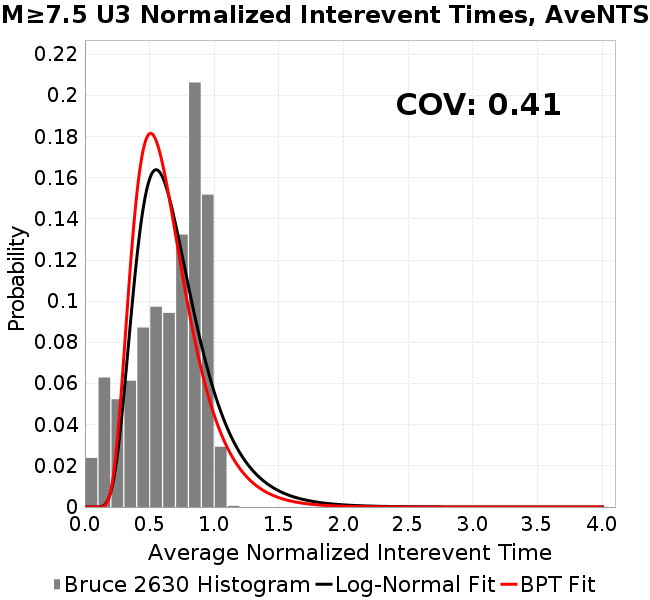 M≥7.5 U3 Normalized Interevent Times, AveNTS
COV: 0.41
Probability
0.22
0.2
0.18
0.16
0.14
0.12
0.1
0.08
0.06
0.04
0.02
0
0.0 0.5 1.0 1.5 2.0 2.5 3.0 3.5 4.0
Average Normalized Interevent Time
Bruce 2630 Histogram Log-Normal Fit BPT Fit